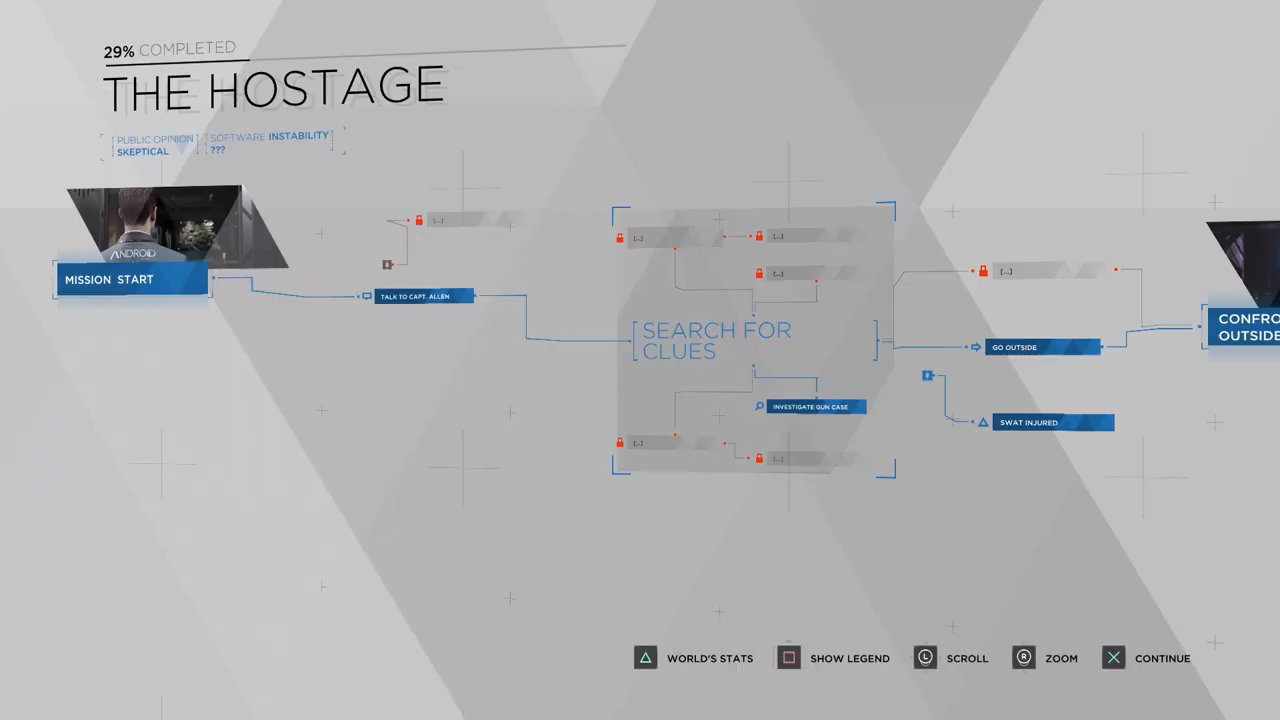 29% COMPLETED
THE HOSTAGE
PUBLIC OPINION
SKEPTICAL
SOFTWARE INSTABILITY
???
ANDROID
MISSION START
TALK TO CAPT. ALLEN
[...]
[...]
[...]
[...]
SEARCH FOR
CLUES
INVESTIGATE GUN CASE
[...]
[...]
[...]
GO OUTSIDE
SWAT INJURED
CONFRO
OUTSIDE
WORLD'S STATS
SHOW LEGEND
L
SCROLL
R
ZOOM
CONTINUE